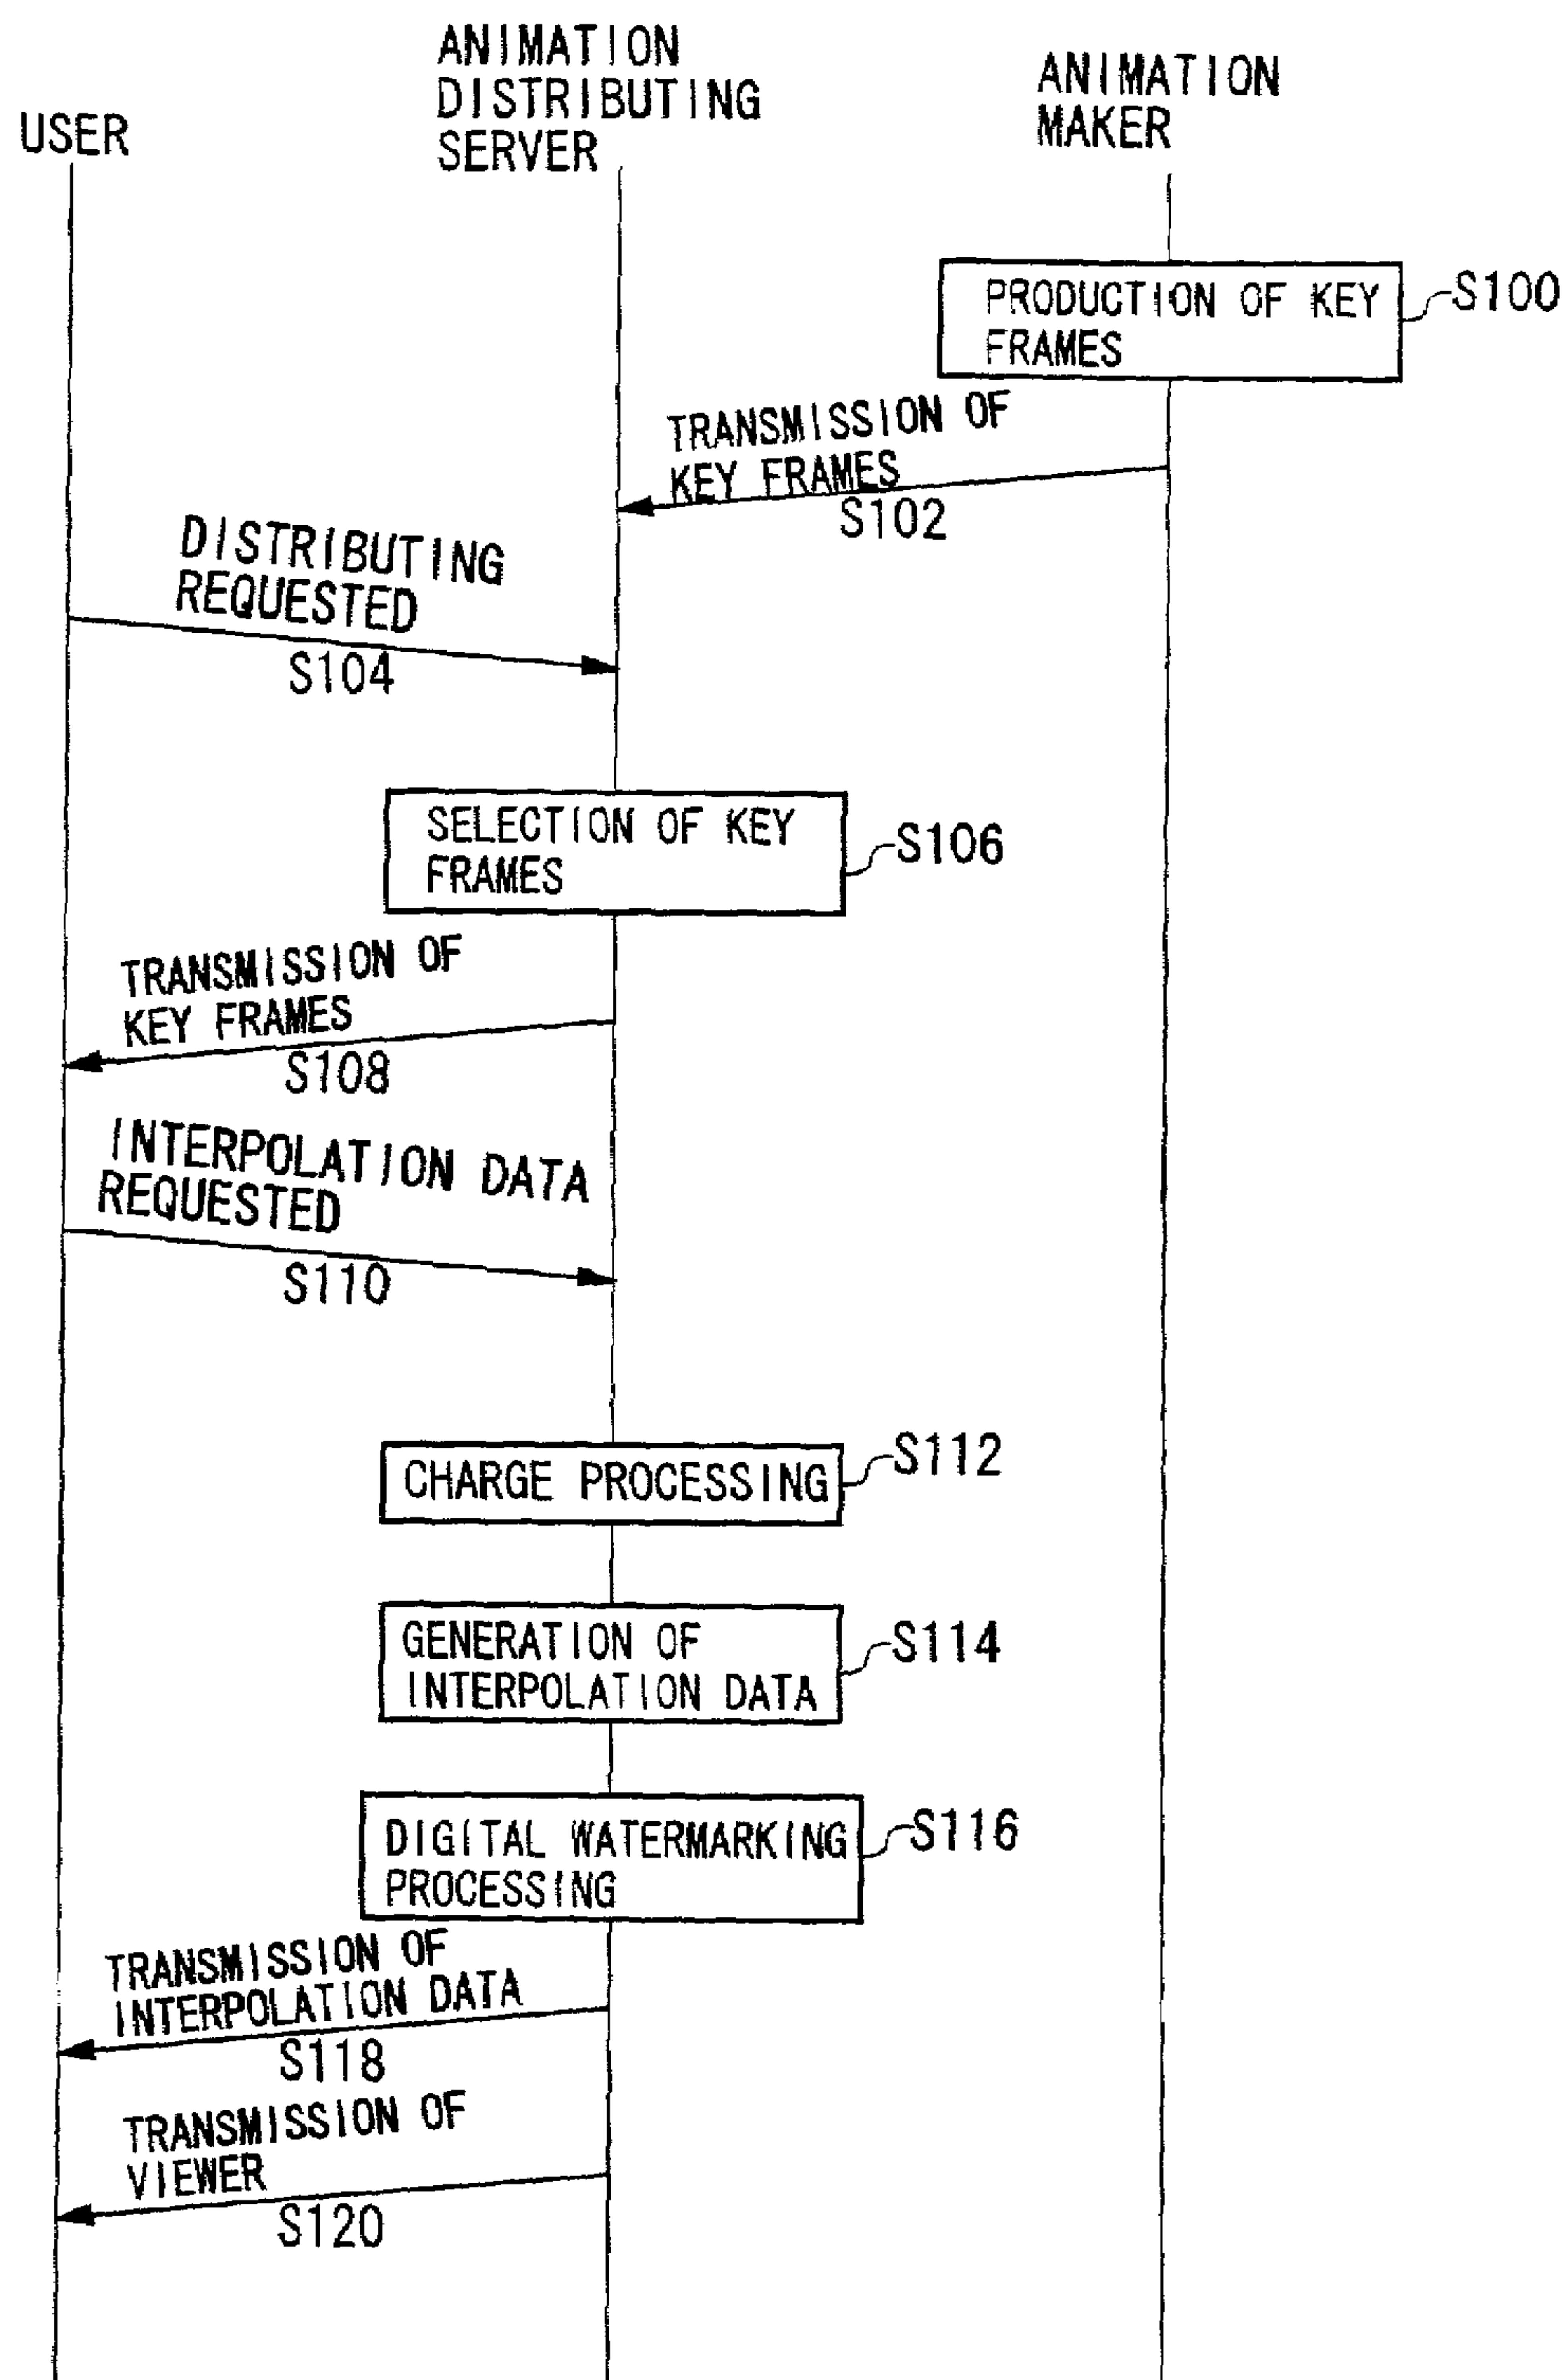 USER
ANIMATION
DISTRIBUTING
SERVER
ANIMATION
MAKER
PRODUCTION OF KEY
FRAMES
S100
TRANSMISSION OF
KEY FRAMES
S102
DISTRIBUTING
REQUESTED
S104
SELECTION OF KEY
FRAMES
S106
TRANSMISSION OF
KEY FRAMES
S108
INTERPOLATION DATA
REQUESTED
S110
CHARGE PROCESSING
S112
GENERATION OF
INTERPOLATION DATA
S114
DIGITAL WATERMARKING
PROCESSING
S116
TRANSMISSION OF
INTERPOLATION DATA
S118
TRANSMISSION OF
VIEWER
S120